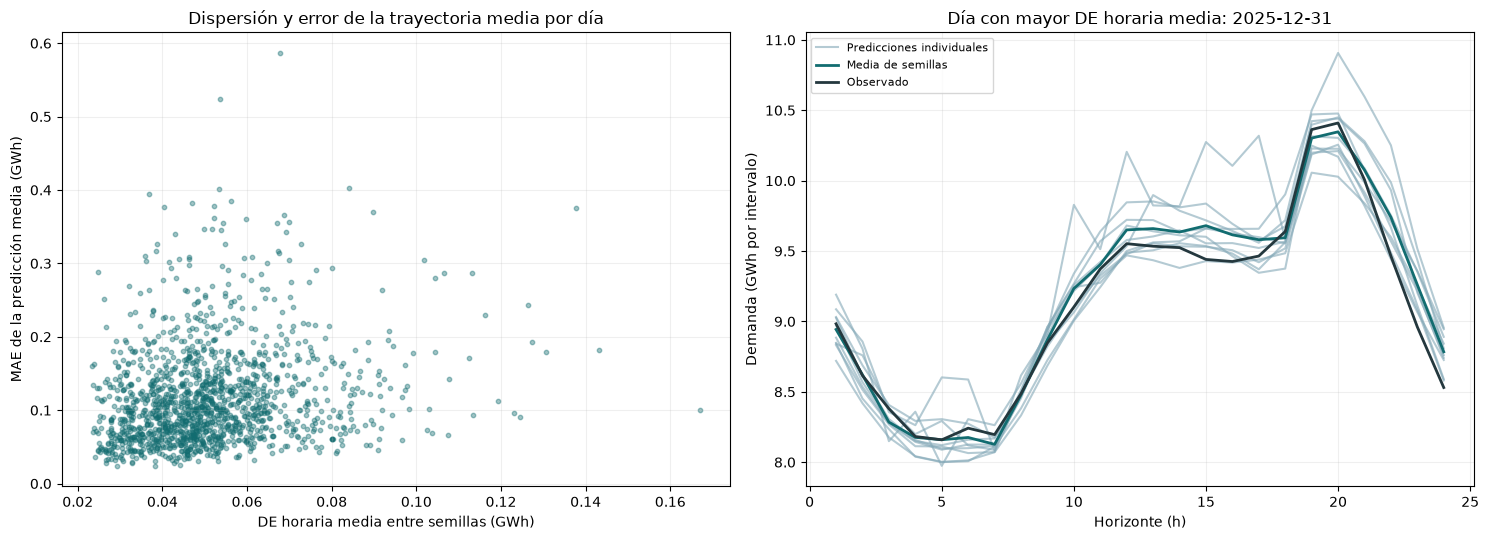 Dispersión y error de la trayectoria media por día
MAE de la predicción media (GWh)
0.6
0.5
0.4
0.3
0.2
0.1
0.0
0.02 0.04 0.06 0.08 0.10 0.12 0.14 0.16
DE horaria media entre semillas (GWh)
Día con mayor DE horaria media: 2025-12-31
Predicciones individuales
Media de semillas
Observado
Demanda (GWh por intervalo)
11.0
10.5
10.0
9.5
9.0
8.5
8.0
0 5 10 15 20 25
Horizonte (h)